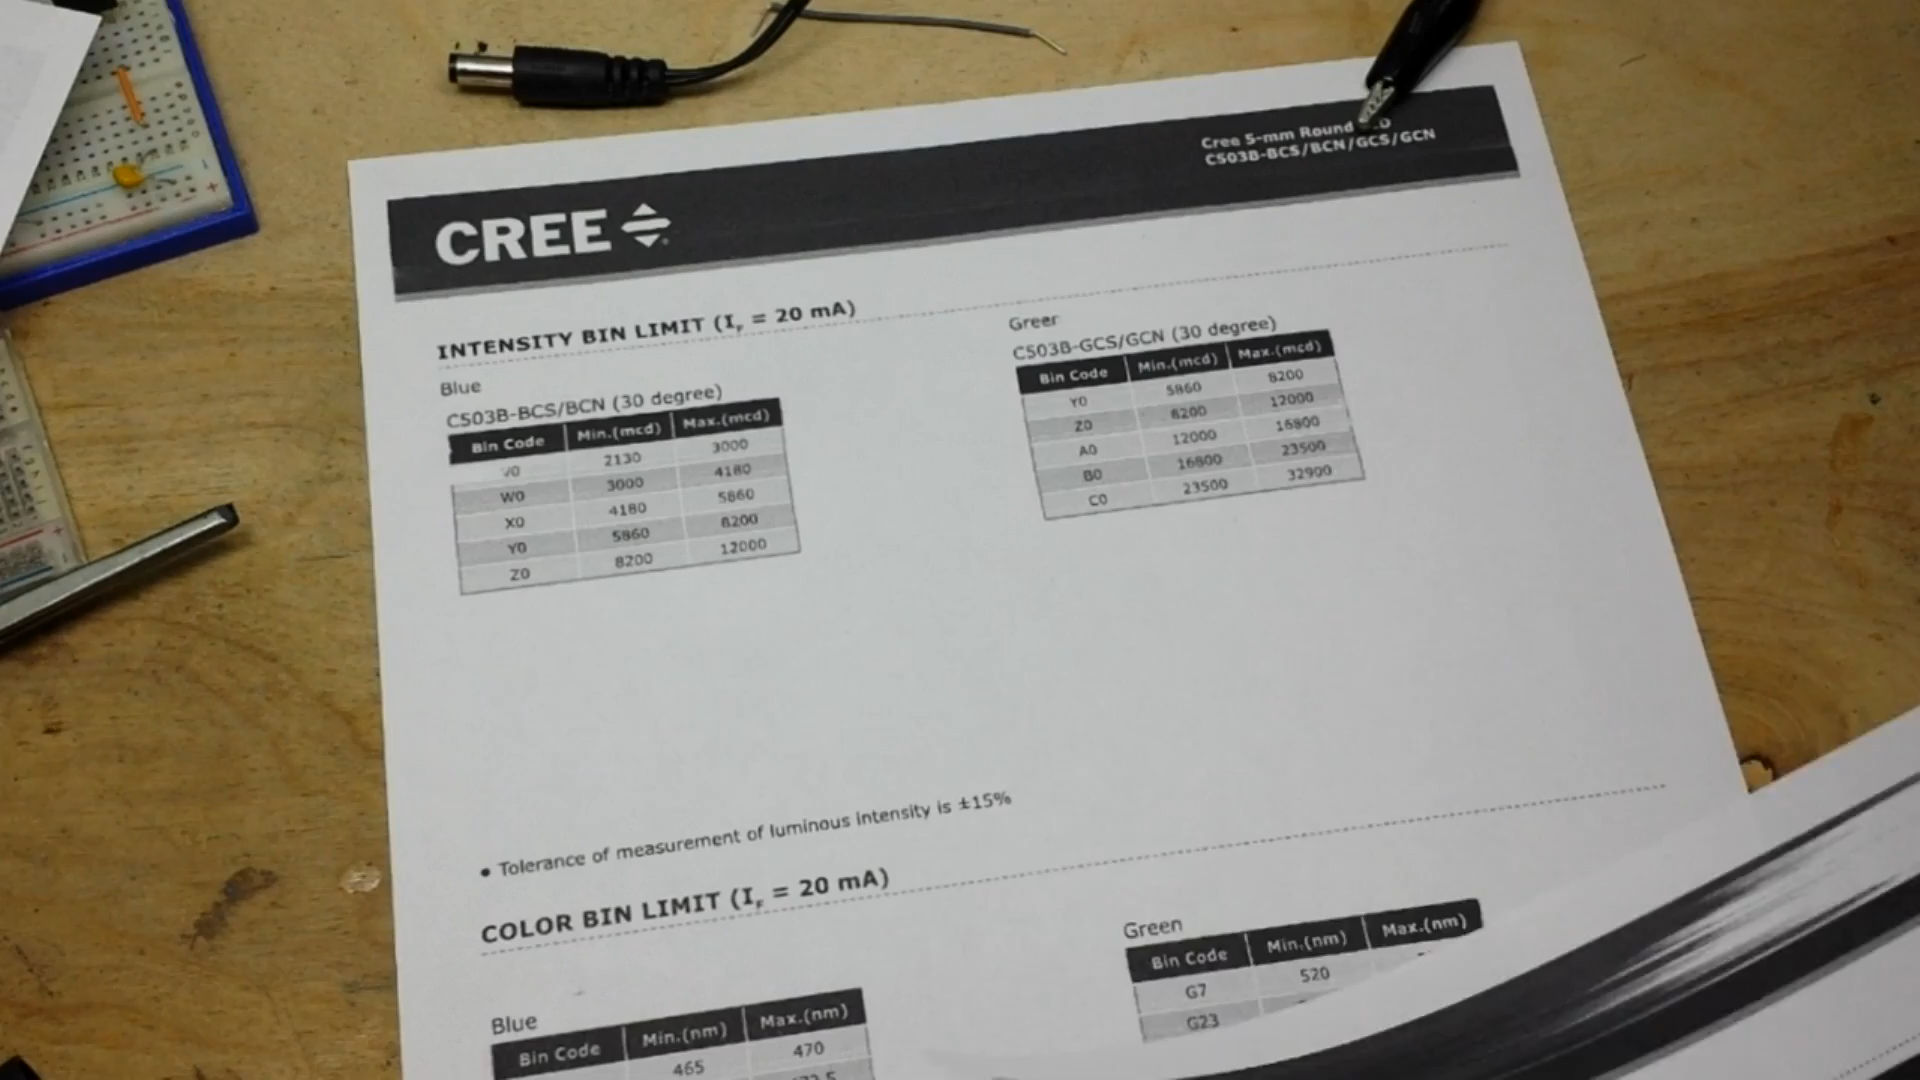 Cree 5-mm Round
C503B-BCS/BCN/GCS/GCN
CREE
INTENSITY BIN LIMIT (IF = 20 mA)
Blue
C503B-BCS/BCN (30 degree)
Bin Code Min.(mcd) Max.(mcd)
V0 2130 3000
W0 3000 4180
X0 4180 5860
Y0 5860 8200
Z0 8200 12000
Green
C503B-GCS/GCN (30 degree)
Bin Code Min.(mcd) Max.(mcd)
Y0 5860 8200
Z0 8200 12000
A0 12000 16800
B0 16800 23500
C0 23500 32900
• Tolerance of measurement of luminous intensity is ±15%
COLOR BIN LIMIT (IF = 20 mA)
Blue
Bin Code Min.(nm) Max.(nm)
465 470
Green
Bin Code Min.(nm) Max.(nm)
G7 520
G23